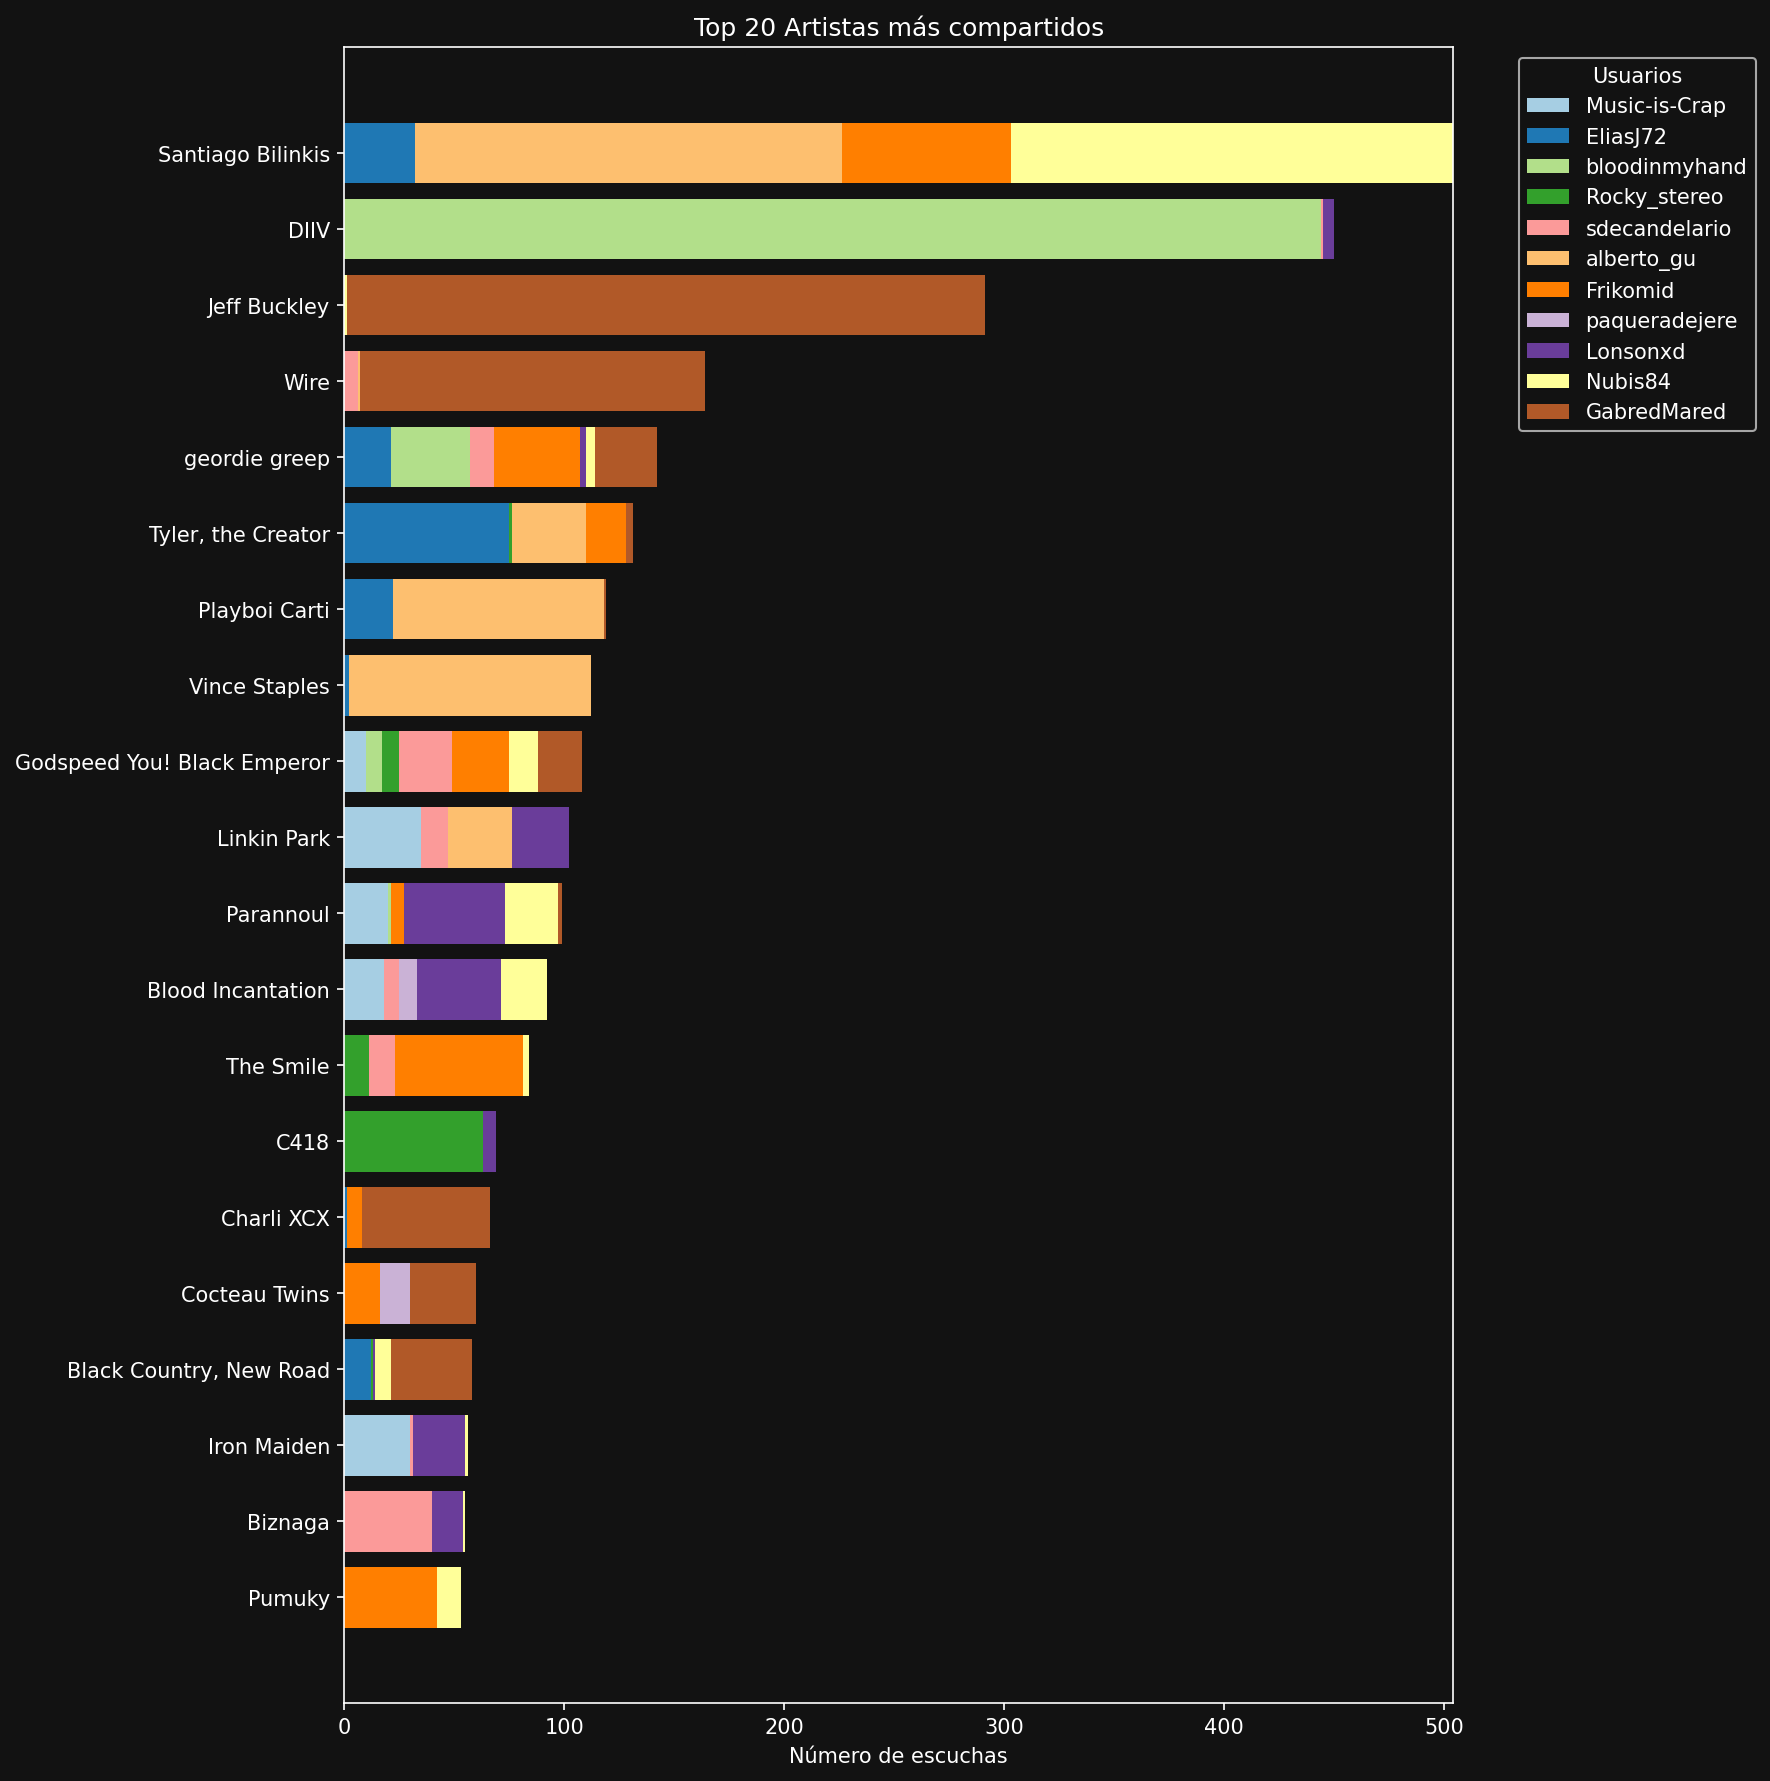 Top 20 Artistas más compartidos
Usuarios
Music-is-Crap
EliasJ72
bloodinmyhand
Rocky_stereo
sdecandelario
alberto_gu
Frikomid
paqueradejere
Lonsonxd
Nubis84
GabredMared
Santiago Bilinkis
DIIV
Jeff Buckley
Wire
geordie greep
Tyler, the Creator
Playboi Carti
Vince Staples
Godspeed You! Black Emperor
Linkin Park
Parannoul
Blood Incantation
The Smile
C418
Charli XCX
Cocteau Twins
Black Country, New Road
Iron Maiden
Biznaga
Pumuky
0 100 200 300 400 500
Número de escuchas